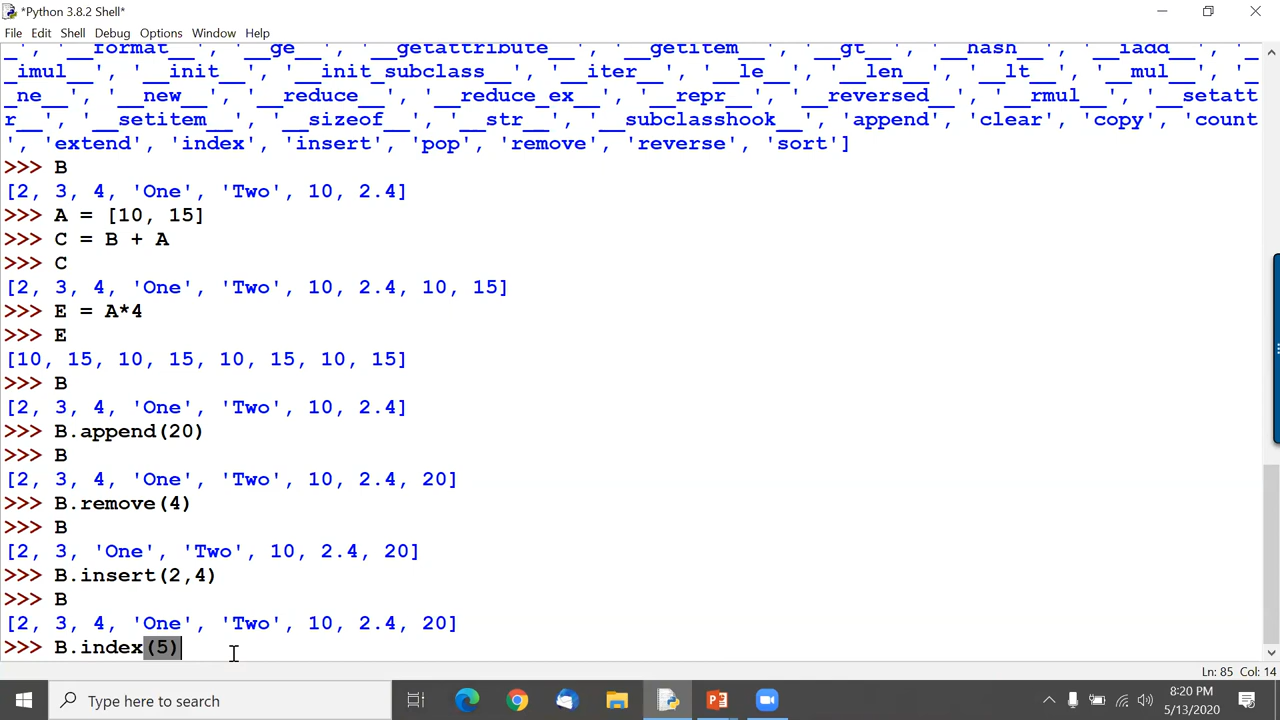 *Python 3.8.2 Shell*
File Edit Shell Debug Options Window Help
_', '__format__', '__ge__', '__getattribute__', '__getitem__', '__gt__', '__hash__', '__iadd__', '_
_imul__', '__init__', '__init_subclass__', '__iter__', '__le__', '__len__', '__lt__', '__mul__', '_
_ne__', '__new__', '__reduce__', '__reduce_ex__', '__repr__', '__reversed__', '__rmul__', '__setatt
r__', '__setitem__', '__sizeof__', '__str__', '__subclasshook__', 'append', 'clear', 'copy', 'count
', 'extend', 'index', 'insert', 'pop', 'remove', 'reverse', 'sort']
>>> B
[2, 3, 4, 'One', 'Two', 10, 2.4]
>>> A = [10, 15]
>>> C = B + A
>>> C
[2, 3, 4, 'One', 'Two', 10, 2.4, 10, 15]
>>> E = A*4
>>> E
[10, 15, 10, 15, 10, 15, 10, 15]
>>> B
[2, 3, 4, 'One', 'Two', 10, 2.4]
>>> B.append(20)
>>> B
[2, 3, 4, 'One', 'Two', 10, 2.4, 20]
>>> B.remove(4)
>>> B
[2, 3, 'One', 'Two', 10, 2.4, 20]
>>> B.insert(2,4)
>>> B
[2, 3, 4, 'One', 'Two', 10, 2.4, 20]
>>> B.index(5)
Ln: 85 Col: 14
Type here to search
8:20 PM
5/13/2020